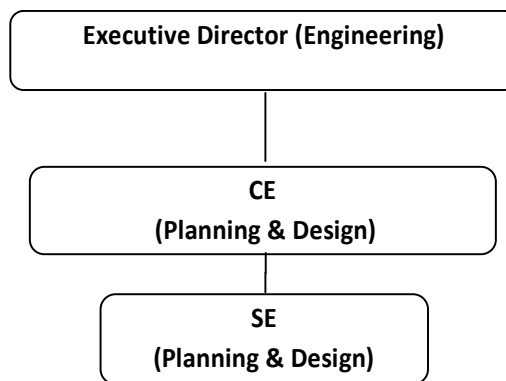 Executive Director (Engineering)
CE
(Planning & Design)
SE
(Planning & Design)